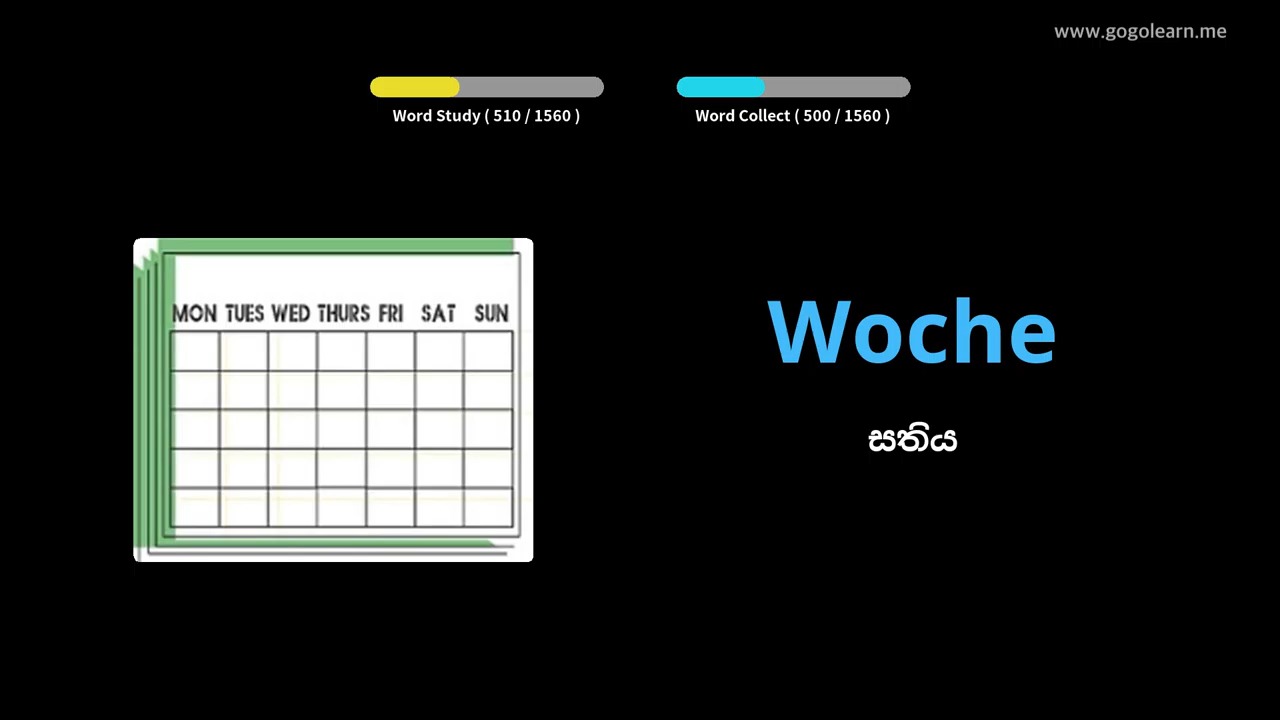 www.gogolearn.me
Word Study ( 510 / 1560 )
Word Collect ( 500 / 1560 )
MON TUES WED THURS FRI SAT SUN
Woche
සතිය